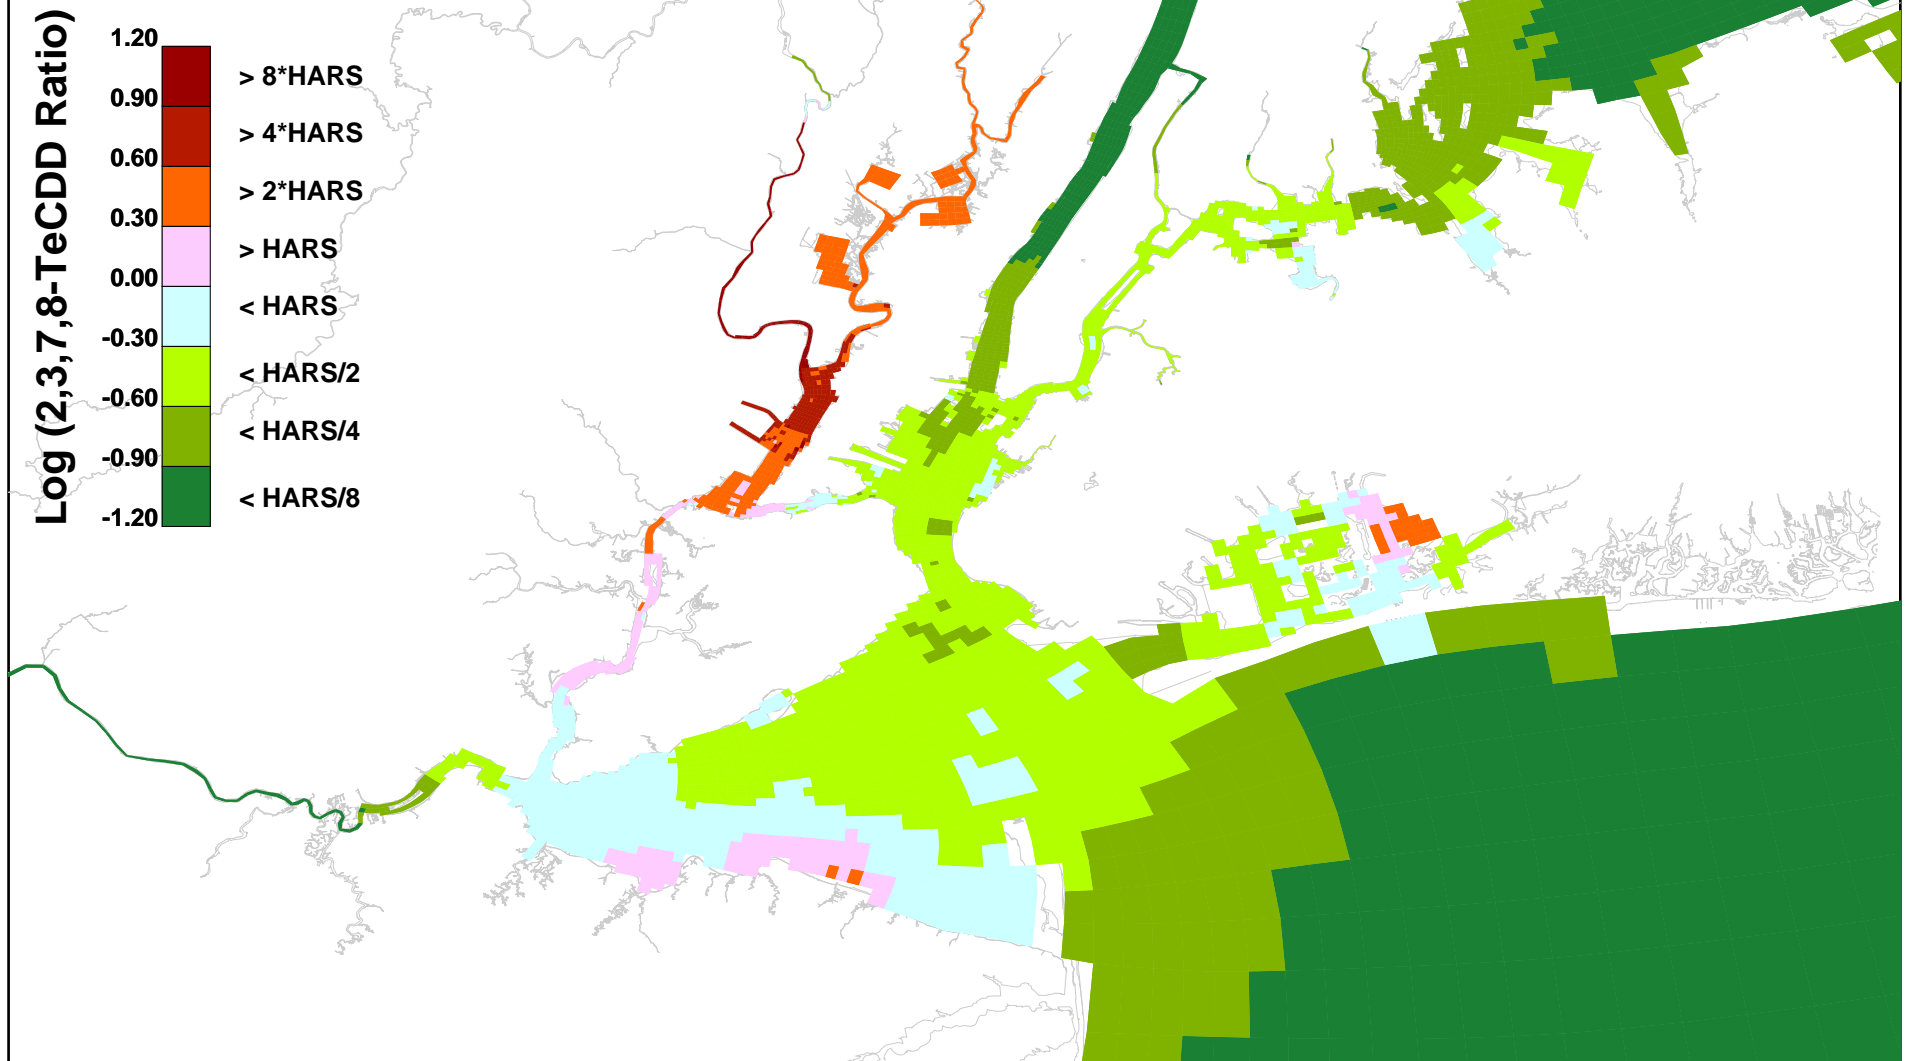 Log (2,3,7,8-TeCDD Ratio)
1.20
> 8*HARS
0.90
> 4*HARS
0.60
> 2*HARS
0.30
> HARS
0.00
< HARS
-0.30
< HARS/2
-0.60
< HARS/4
-0.90
< HARS/8
-1.20